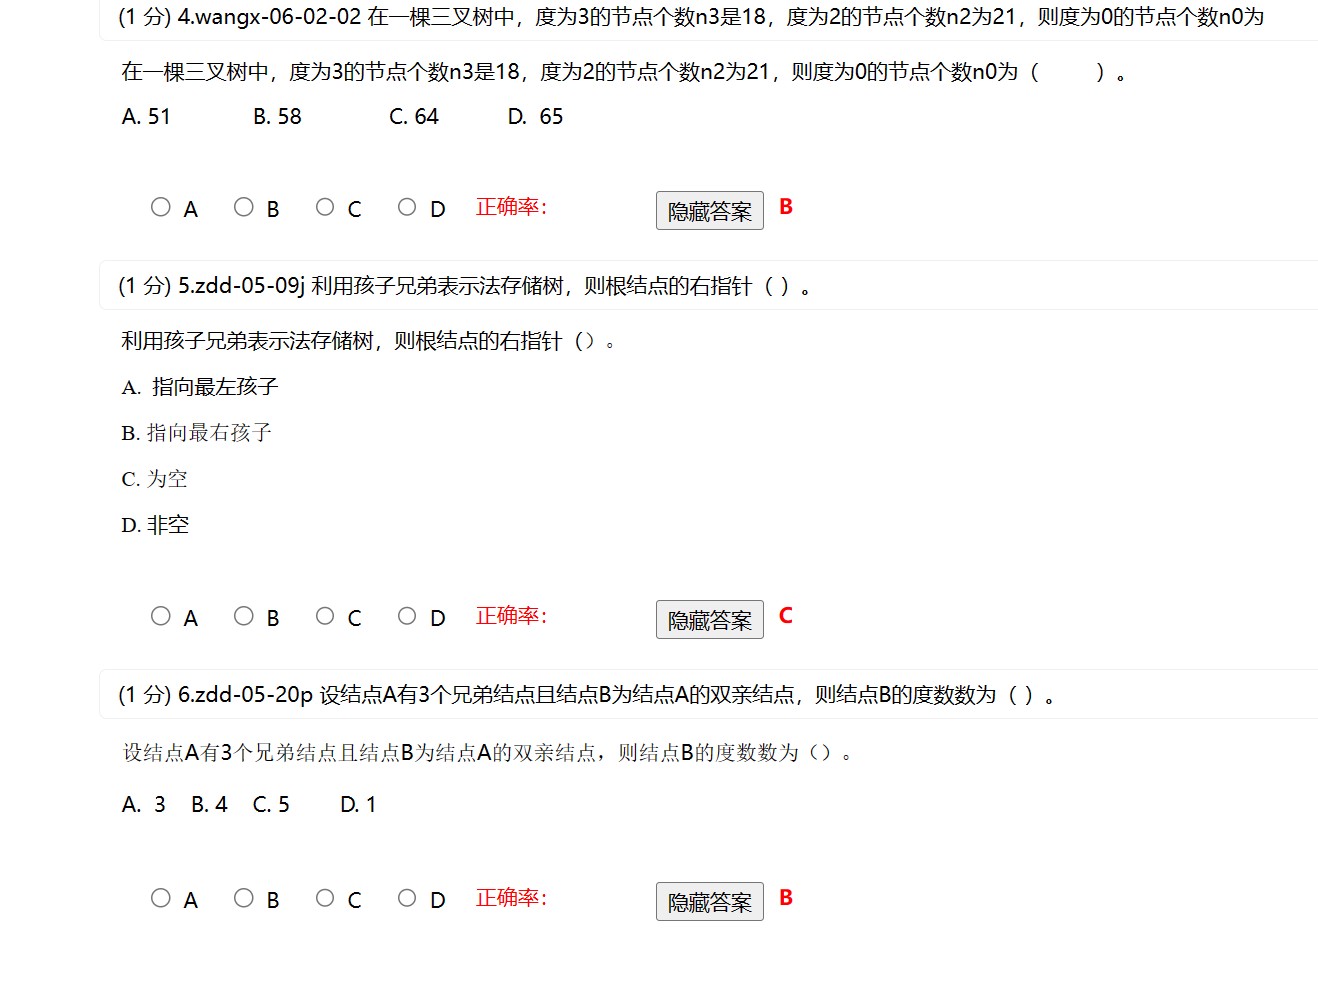 (1 分) 4.wangx-06-02-02 在一棵三叉树中，度为3的节点个数n3是18，度为2的节点个数n2为21，则度为0的节点个数n0为
在一棵三叉树中，度为3的节点个数n3是18，度为2的节点个数n2为21，则度为0的节点个数n0为（ ）。
A. 51 B. 58 C. 64 D. 65
A B C D 正确率： 隐藏答案 B
(1 分) 5.zdd-05-09j 利用孩子兄弟表示法存储树，则根结点的右指针（ ）。
利用孩子兄弟表示法存储树，则根结点的右指针（）。
A. 指向最左孩子
B. 指向最右孩子
C. 为空
D. 非空
A B C D 正确率： 隐藏答案 C
(1 分) 6.zdd-05-20p 设结点A有3个兄弟结点且结点B为结点A的双亲结点，则结点B的度数数为（ ）。
设结点A有3个兄弟结点且结点B为结点A的双亲结点，则结点B的度数数为（）。
A. 3 B. 4 C. 5 D. 1
A B C D 正确率： 隐藏答案 B